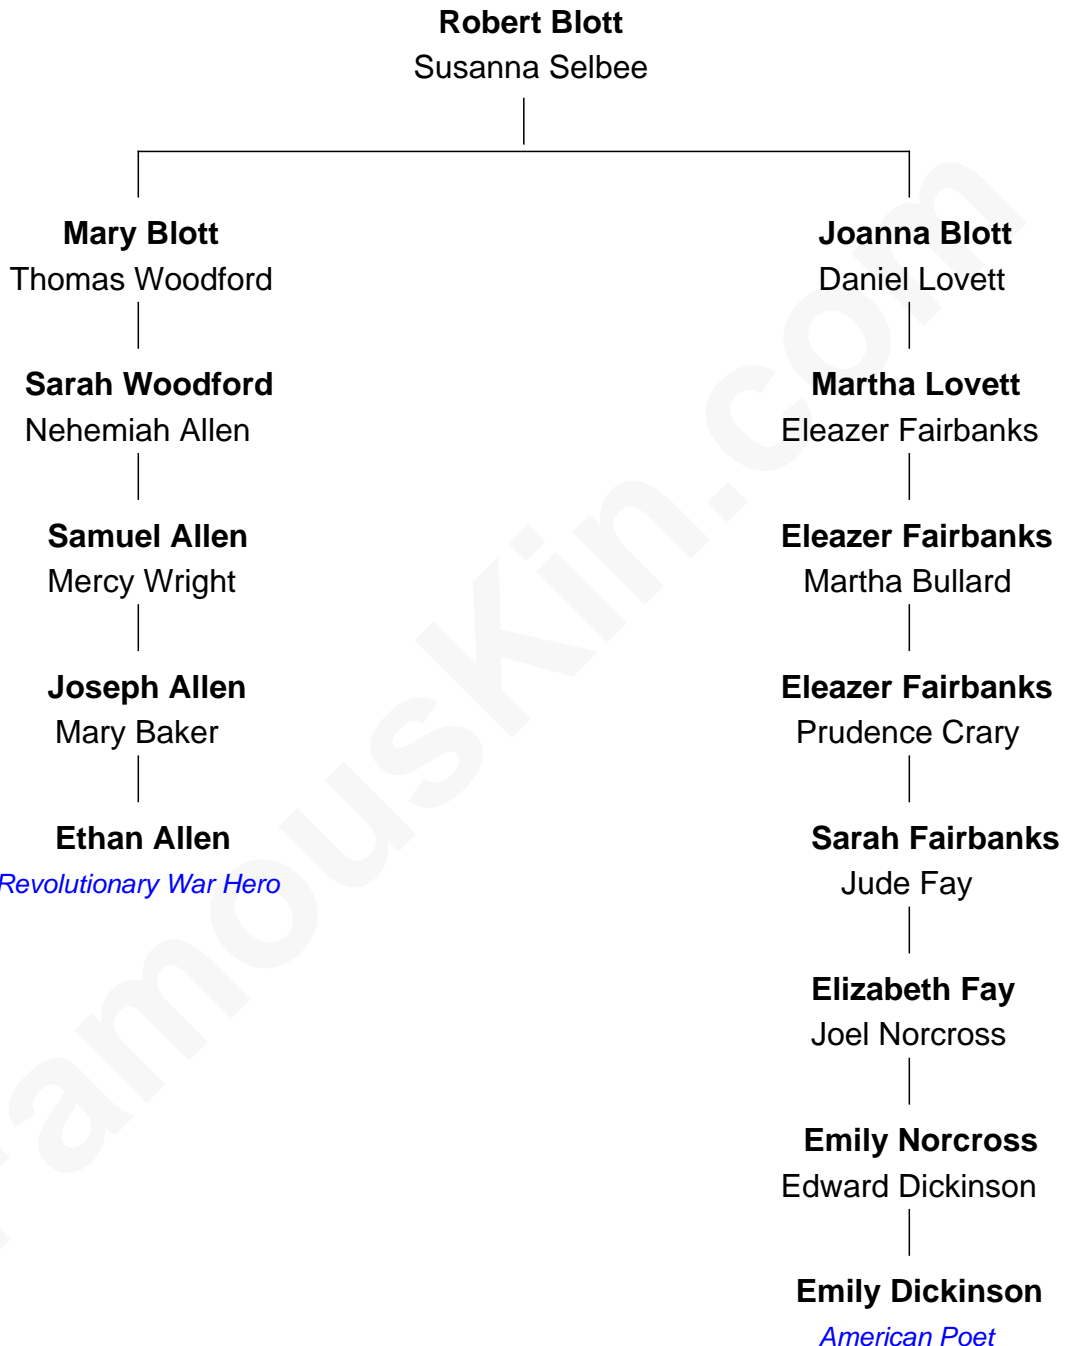 Robert Blott
Susanna Selbee
Mary Blott
Thomas Woodford
Sarah Woodford
Nehemiah Allen
Samuel Allen
Mercy Wright
Joseph Allen
Mary Baker
Ethan Allen
Revolutionary War Hero
Joanna Blott
Daniel Lovett
Martha Lovett
Eleazer Fairbanks
Eleazer Fairbanks
Martha Bullard
Eleazer Fairbanks
Prudence Crary
Sarah Fairbanks
Jude Fay
Elizabeth Fay
Joel Norcross
Emily Norcross
Edward Dickinson
Emily Dickinson
American Poet
FamousKin.com